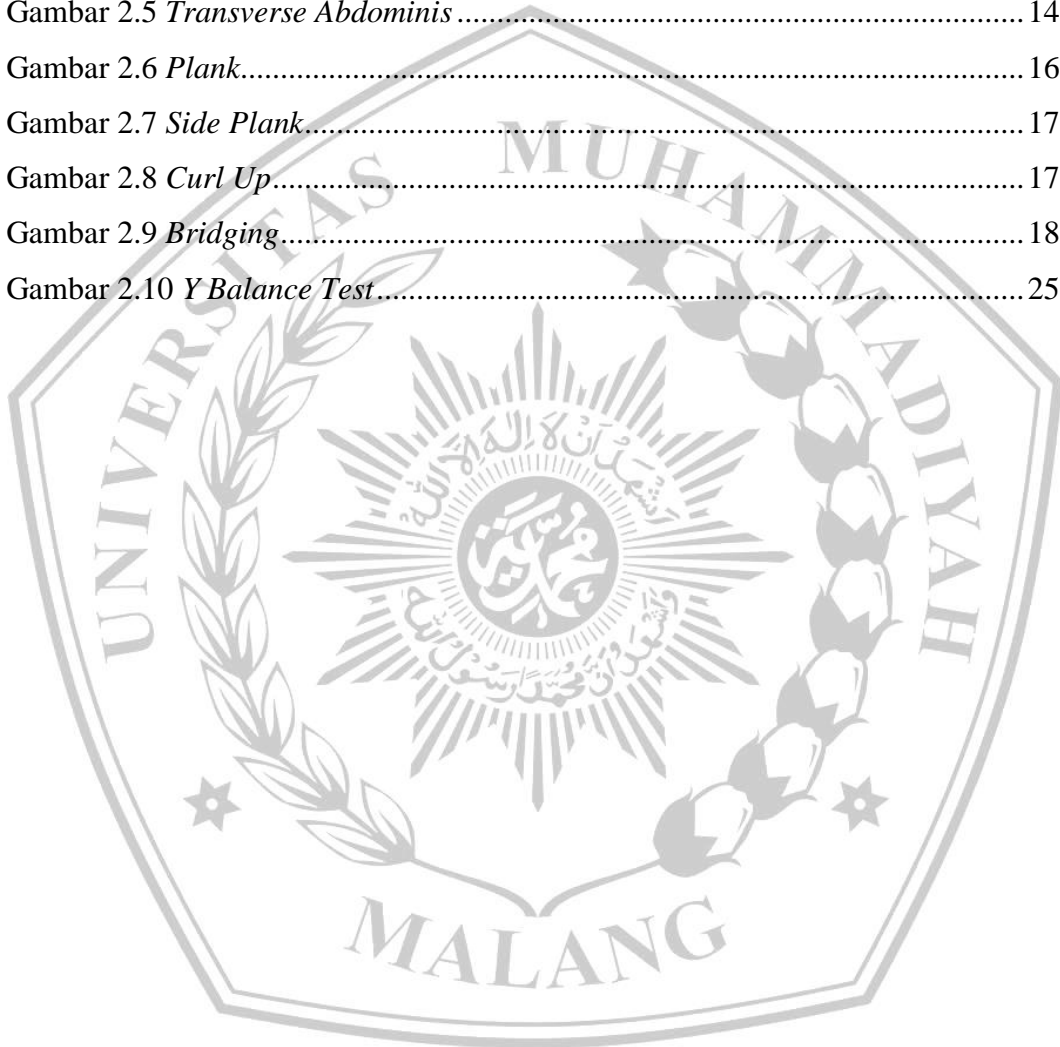 Gambar 2.5 Transverse Abdominis ........................................................................ 14
Gambar 2.6 Plank.................................................................................................... 16
Gambar 2.7 Side Plank............................................................................................ 17
Gambar 2.8 Curl Up................................................................................................ 17
Gambar 2.9 Bridging............................................................................................... 18
Gambar 2.10 Y Balance Test................................................................................... 25
UNIVERSITAS MUHAMMADIYAH
MALANG